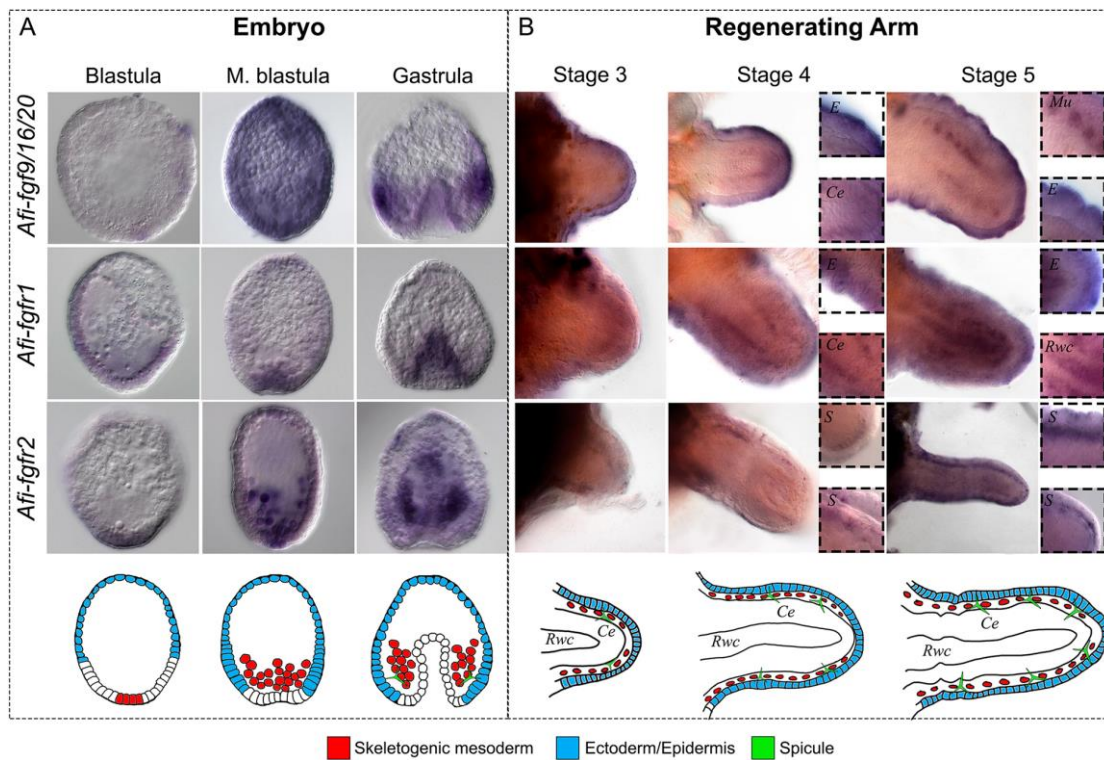 A
Embryo
Blastula
M. blastula
Gastrula
Afi-fgf9/16/20
Afi-fgfr1
Afi-fgfr2
B
Regenerating Arm
Stage 3
Stage 4
Stage 5
E
Ce
Mu
E
E
Ce
E
Rwc
S
S
S
S
Rwc
Ce
Ce
Rwc
Ce
Rwc
Skeletogenic mesoderm
Ectoderm/Epidermis
Spicule